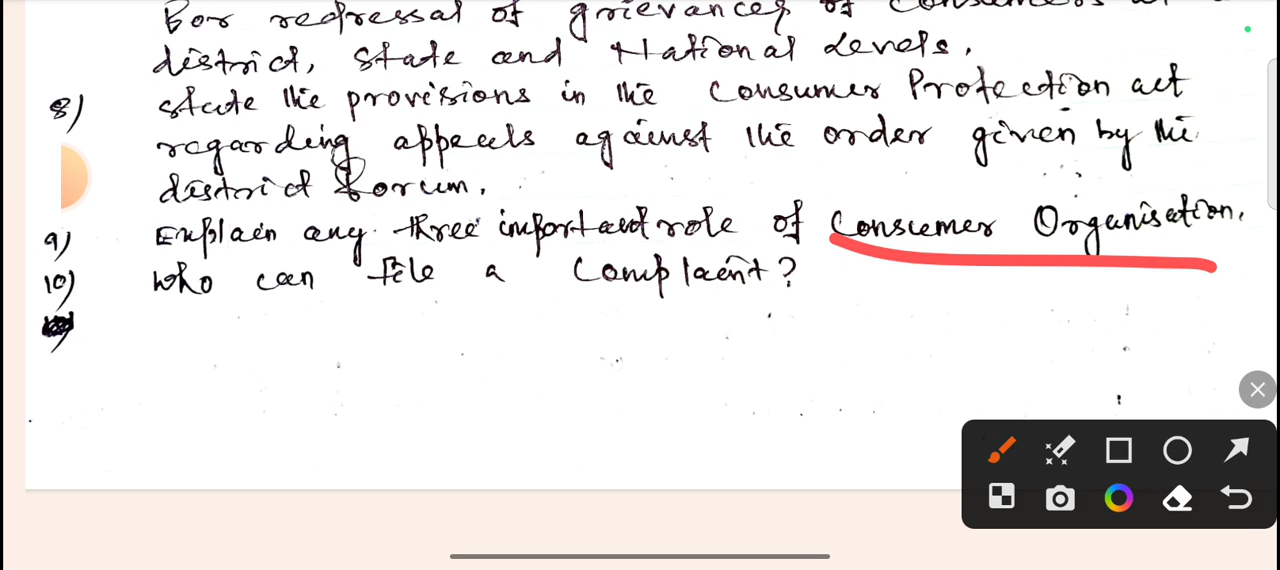 For redressal of grievances of Consumers at
district, state and National Levels.
8) state the provisions in the Consumer Protection act
regarding appeals against the order given by the
district Forum.
9) Explain any three important role of Consumer Organisation.
10) Who can file a Complaint?